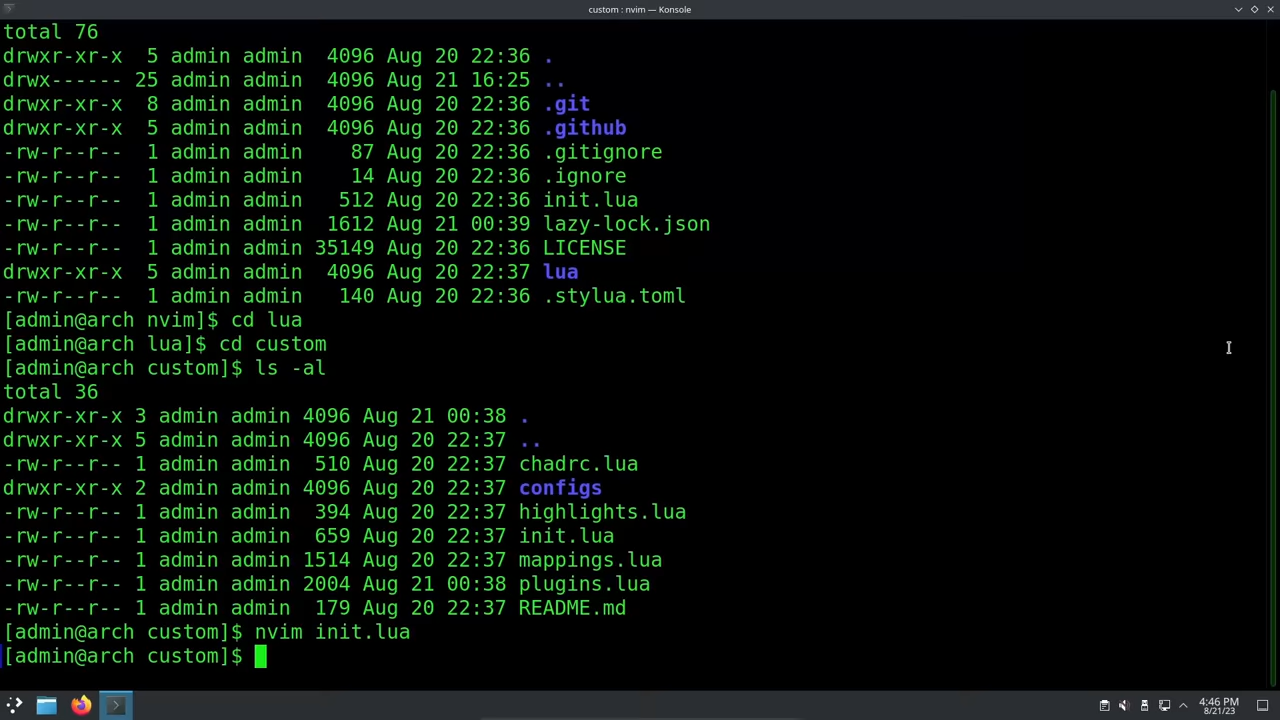 custom : nvim — Konsole
total 76
drwxr-xr-x  5 admin admin  4096 Aug 20 22:36 .
drwx------ 25 admin admin  4096 Aug 21 16:25 ..
drwxr-xr-x  8 admin admin  4096 Aug 20 22:36 .git
drwxr-xr-x  5 admin admin  4096 Aug 20 22:36 .github
-rw-r--r--  1 admin admin    87 Aug 20 22:36 .gitignore
-rw-r--r--  1 admin admin    14 Aug 20 22:36 .ignore
-rw-r--r--  1 admin admin   512 Aug 20 22:36 init.lua
-rw-r--r--  1 admin admin  1612 Aug 21 00:39 lazy-lock.json
-rw-r--r--  1 admin admin 35149 Aug 20 22:36 LICENSE
drwxr-xr-x  5 admin admin  4096 Aug 20 22:37 lua
-rw-r--r--  1 admin admin   140 Aug 20 22:36 .stylua.toml
[admin@arch nvim]$ cd lua
[admin@arch lua]$ cd custom
[admin@arch custom]$ ls -al
total 36
drwxr-xr-x 3 admin admin 4096 Aug 21 00:38 .
drwxr-xr-x 5 admin admin 4096 Aug 20 22:37 ..
-rw-r--r-- 1 admin admin  510 Aug 20 22:37 chadrc.lua
drwxr-xr-x 2 admin admin 4096 Aug 20 22:37 configs
-rw-r--r-- 1 admin admin  394 Aug 20 22:37 highlights.lua
-rw-r--r-- 1 admin admin  659 Aug 20 22:37 init.lua
-rw-r--r-- 1 admin admin 1514 Aug 20 22:37 mappings.lua
-rw-r--r-- 1 admin admin 2004 Aug 21 00:38 plugins.lua
-rw-r--r-- 1 admin admin  179 Aug 20 22:37 README.md
[admin@arch custom]$ nvim init.lua
[admin@arch custom]$
4:46 PM
8/21/23